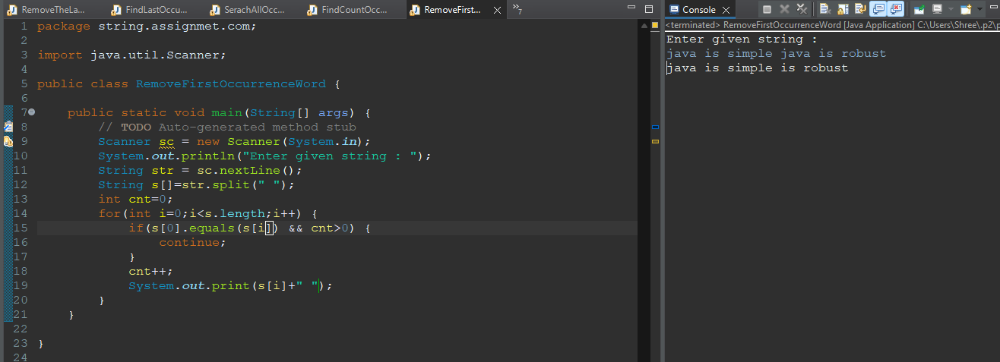 RemoveTheLa... FindLastOccu... SerachAllOcc... FindCountOcc... RemoveFirst... »7
1 package string.assignmet.com;
2
3 import java.util.Scanner;
4
5 public class RemoveFirstOccurrenceWord {
6
7 public static void main(String[] args) {
8 // TODO Auto-generated method stub
9 Scanner sc = new Scanner(System.in);
10 System.out.println("Enter given string : ");
11 String str = sc.nextLine();
12 String s[]=str.split(" ");
13 int cnt=0;
14 for(int i=0;i<s.length;i++) {
15 if(s[0].equals(s[i]) && cnt>0) {
16 continue;
17 }
18 cnt++;
19 System.out.print(s[i]+" ");
20 }
21 }
22
23 }
24
Console
<terminated> RemoveFirstOccurrenceWord [Java Application] C:\Users\Shree\.p2\p
Enter given string :
java is simple java is robust
java is simple is robust